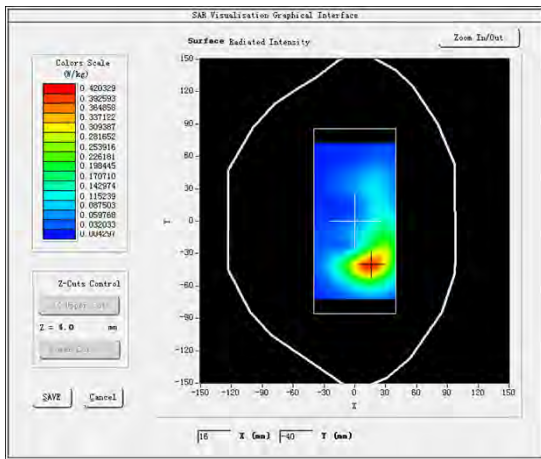 SAR Visualisation Graphical Interface
Surface Radiated Intensity
Zoom In/Out
Colors Scale
(W/kg)
0.420329
0.392593
0.364858
0.337122
0.309387
0.281652
0.253916
0.226181
0.198445
0.170710
0.142974
0.115239
0.087503
0.059768
0.032033
0.004297
150
120
90
60
30
0
-30
-60
-90
-120
-150
Y
-150 -120 -90 -60 -30 0 30 60 90 120 150
X
Z-Cuts Control
Z = 4.0 mm
SAVE
Cancel
16 X (mm) -40 Y (mm)